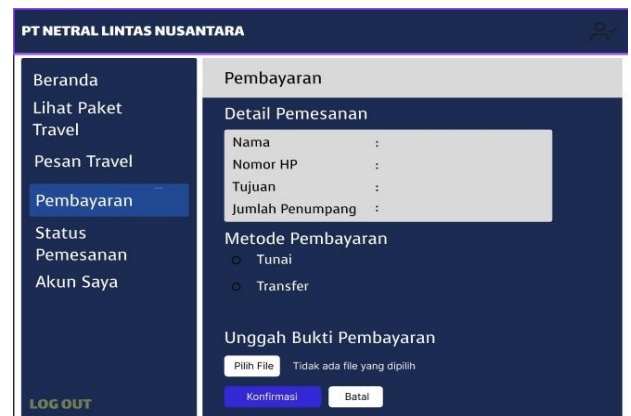 PT NETRAL LINTAS NUSANTARA
Beranda
Lihat Paket
Travel
Pesan Travel
Pembayaran
Status
Pemesanan
Akun Saya
LOG OUT
Pembayaran
Detail Pemesanan
Nama :
Nomor HP :
Tujuan :
Jumlah Penumpang :
Metode Pembayaran
Tunai
Transfer
Unggah Bukti Pembayaran
Pilih File Tidak ada file yang dipilih
Konfirmasi Batal